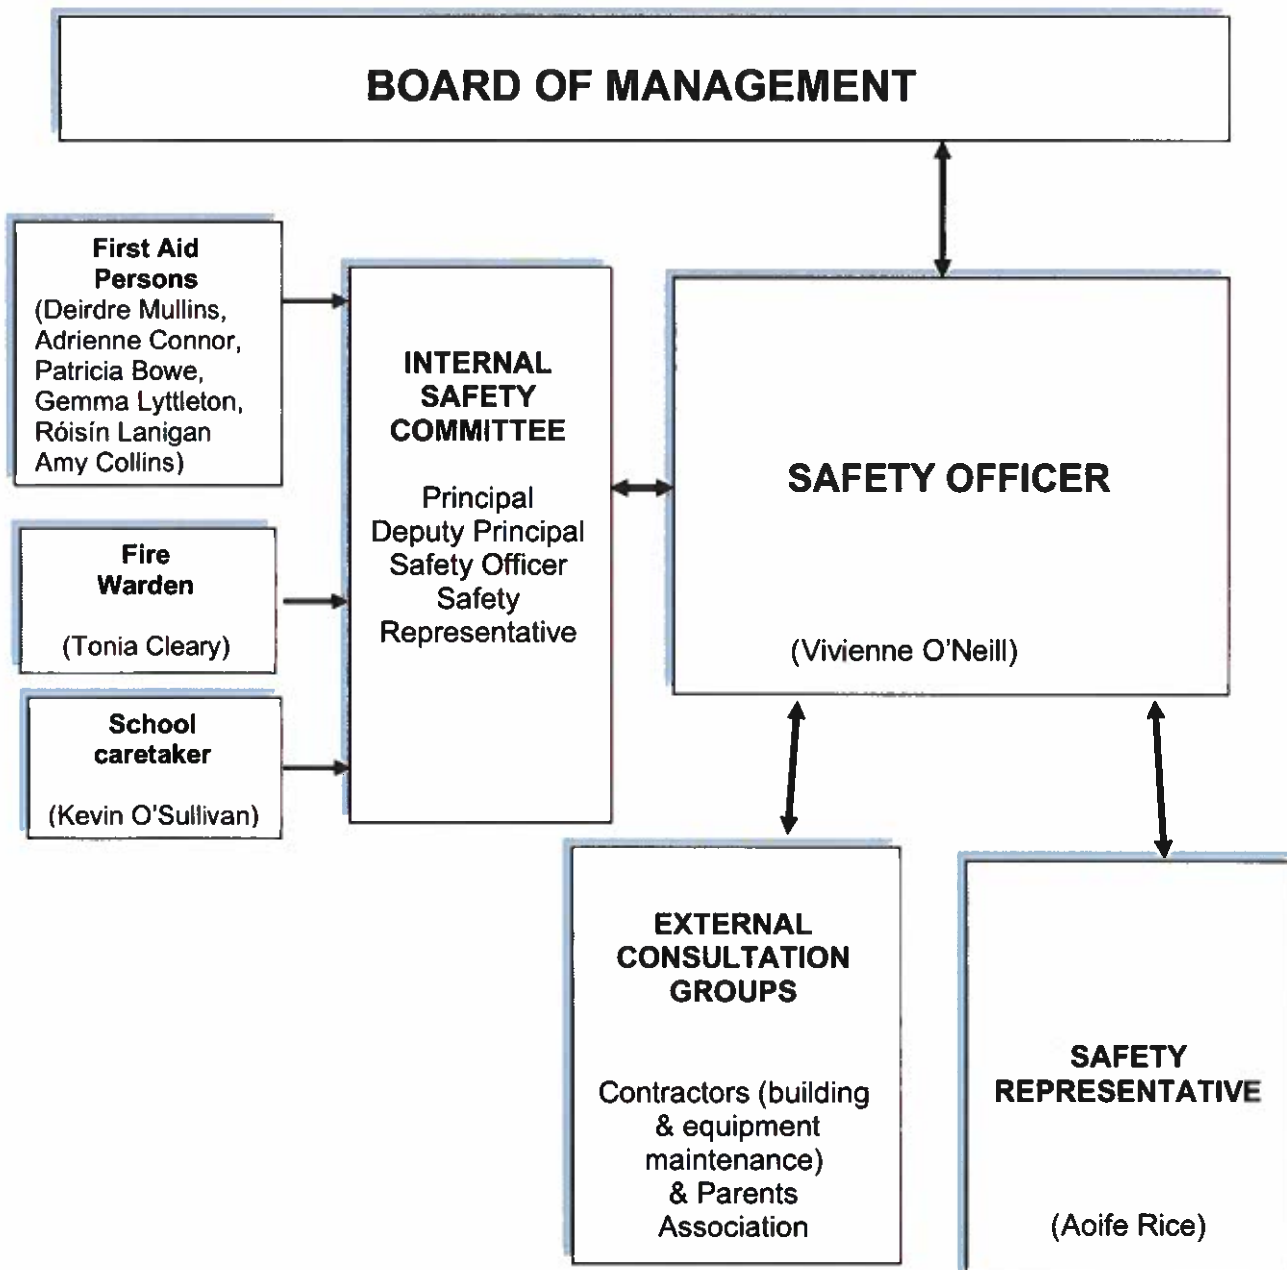 BOARD OF MANAGEMENT
First Aid
Persons
(Deirdre Mullins,
Adrienne Connor,
Patricia Bowe,
Gemma Lyttleton,
Róisín Lanigan
Amy Collins)
Fire
Warden
(Tonia Cleary)
School
caretaker
(Kevin O'Sullivan)
INTERNAL
SAFETY
COMMITTEE
Principal
Deputy Principal
Safety Officer
Safety
Representative
SAFETY OFFICER
(Vivienne O'Neill)
EXTERNAL
CONSULTATION
GROUPS
Contractors (building
& equipment
maintenance)
& Parents
Association
SAFETY
REPRESENTATIVE
(Aoife Rice)